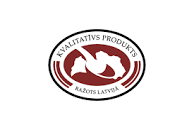 KVALITATĪVS PRODUKTS
RAŽOTS LATVIJĀ